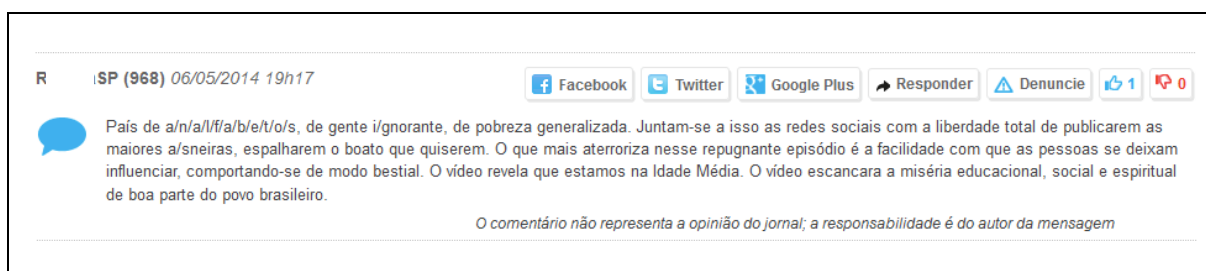 R SP (968) 06/05/2014 19h17 Facebook Twitter Google Plus Responder Denuncie 1 0
País de a/n/a/l/f/a/b/e/t/o/s, de gente i/gnorante, de pobreza generalizada. Juntam-se a isso as redes sociais com a liberdade total de publicarem as
maiores a/sneiras, espalharem o boato que quiserem. O que mais aterroriza nesse repugnante episódio é a facilidade com que as pessoas se deixam
influenciar, comportando-se de modo bestial. O vídeo revela que estamos na Idade Média. O vídeo escancara a miséria educacional, social e espiritual
de boa parte do povo brasileiro.
O comentário não representa a opinião do jornal; a responsabilidade é do autor da mensagem